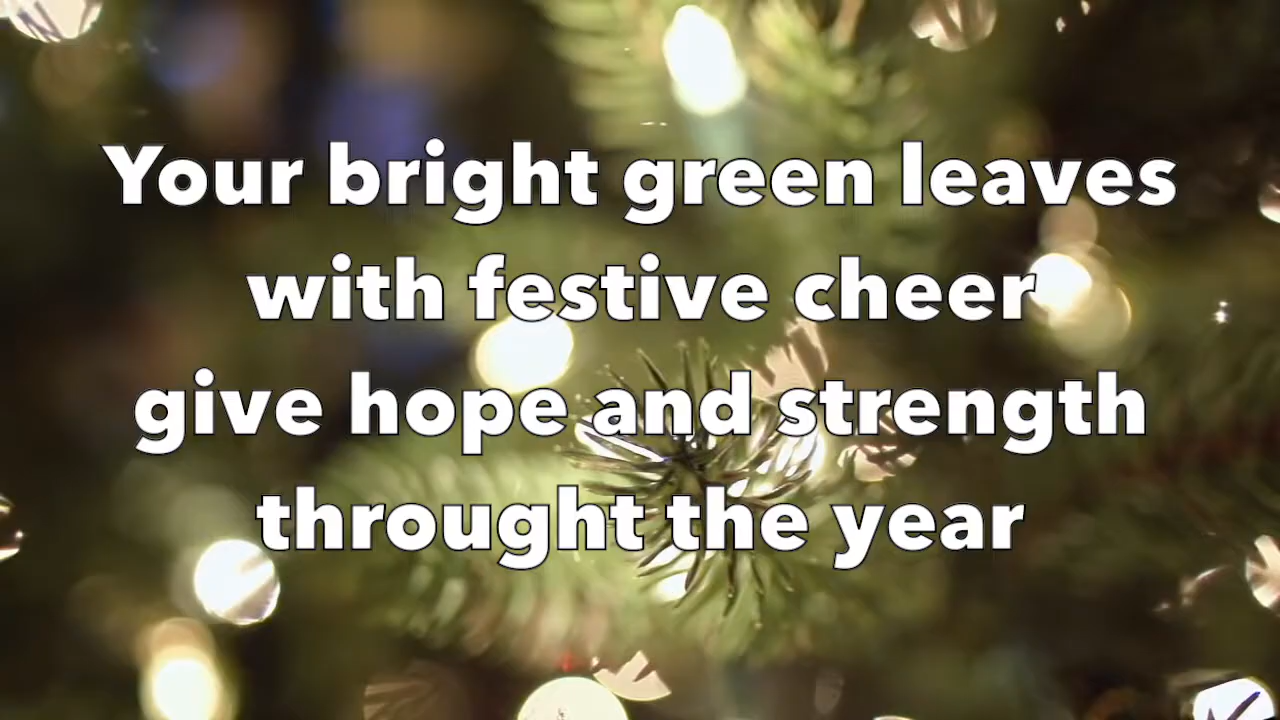 Your bright green leaves
with festive cheer
give hope and strength
throught the year